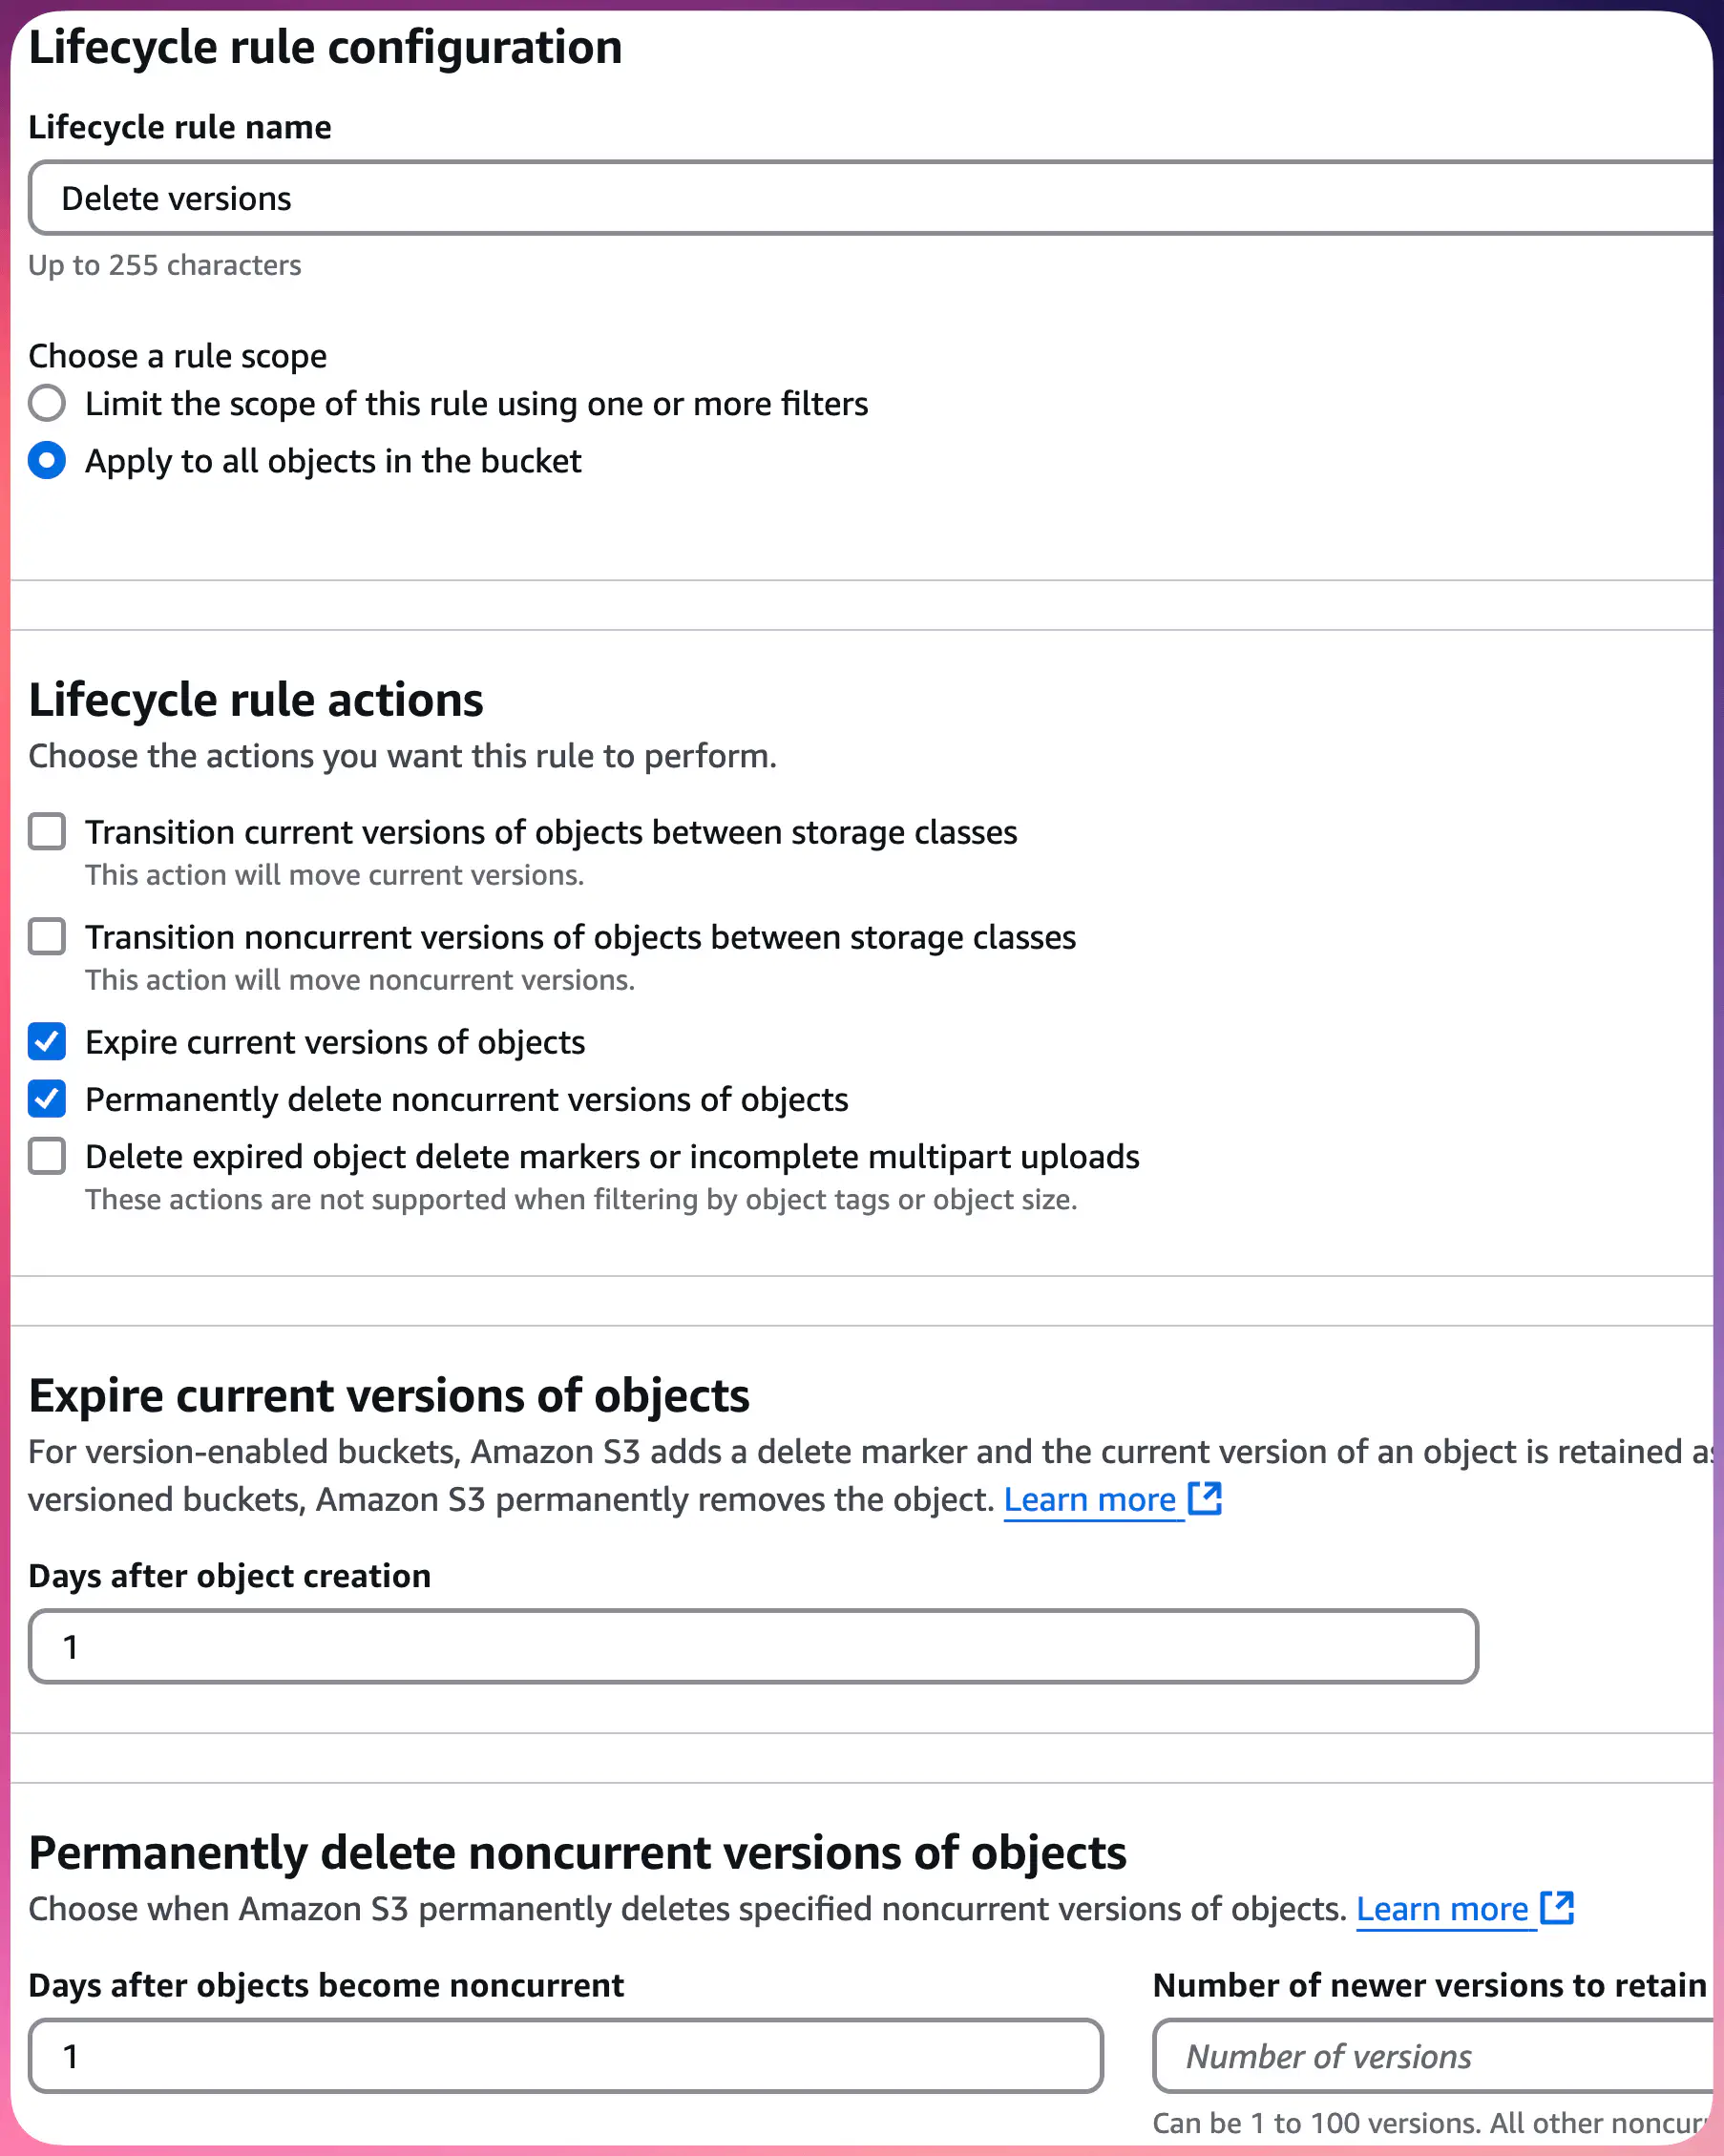 Lifecycle rule configuration
Lifecycle rule name
Delete versions
Up to 255 characters
Choose a rule scope
Limit the scope of this rule using one or more filters
Apply to all objects in the bucket
Lifecycle rule actions
Choose the actions you want this rule to perform.
Transition current versions of objects between storage classes
This action will move current versions.
Transition noncurrent versions of objects between storage classes
This action will move noncurrent versions.
Expire current versions of objects
Permanently delete noncurrent versions of objects
Delete expired object delete markers or incomplete multipart uploads
These actions are not supported when filtering by object tags or object size.
Expire current versions of objects
For version-enabled buckets, Amazon S3 adds a delete marker and the current version of an object is retained as
versioned buckets, Amazon S3 permanently removes the object. Learn more
Days after object creation
1
Permanently delete noncurrent versions of objects
Choose when Amazon S3 permanently deletes specified noncurrent versions of objects. Learn more
Days after objects become noncurrent
Number of newer versions to retain
1
Number of versions
Can be 1 to 100 versions. All other